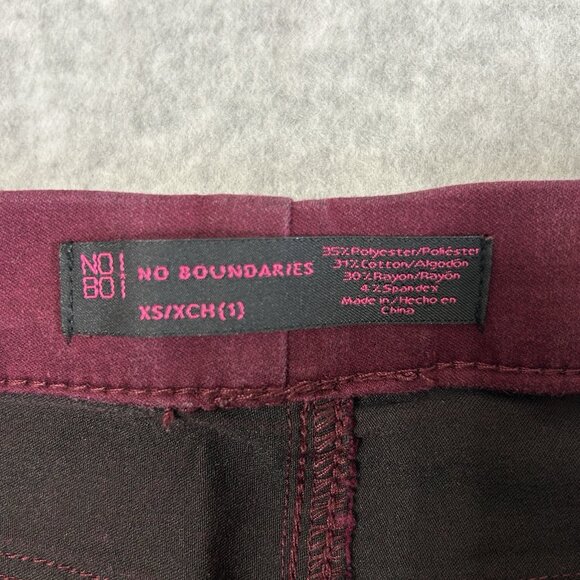 NO
BO
NO BOUNDARIES
XS/XCH(1)
35% Polyester/Poliéster
31% Cotton/Algodón
30% Rayon/Rayón
4% Spandex
Made in/Hecho en
China